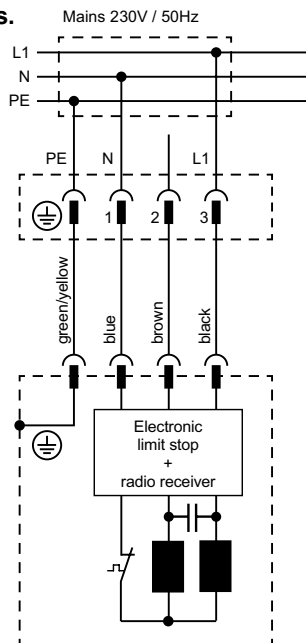 s.
Mains 230V / 50Hz
L1
N
PE
PE N L1
1 2 3
green/yellow
blue
brown
black
Electronic
limit stop
+
radio receiver